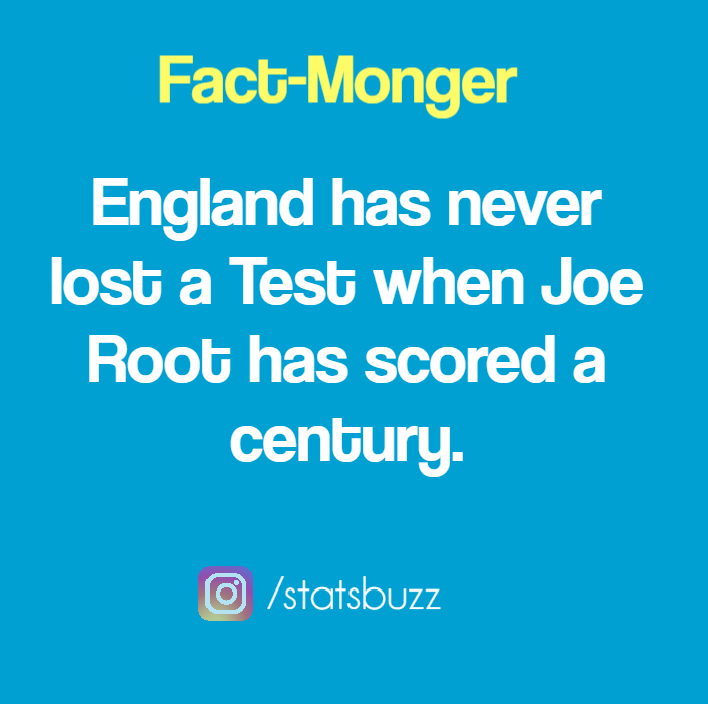 Fact-Monger
England has never
lost a Test when Joe
Root has scored a
century.
/statsbuzz